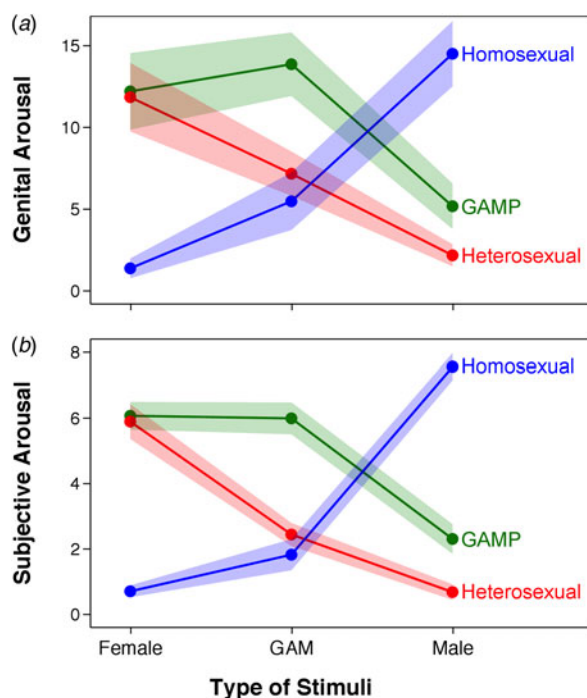 (a)
Genital Arousal
15
10
5
0
Homosexual
GAMP
Heterosexual
(b)
Subjective Arousal
8
6
4
2
0
Homosexual
GAMP
Heterosexual
Female GAM Male
Type of Stimuli